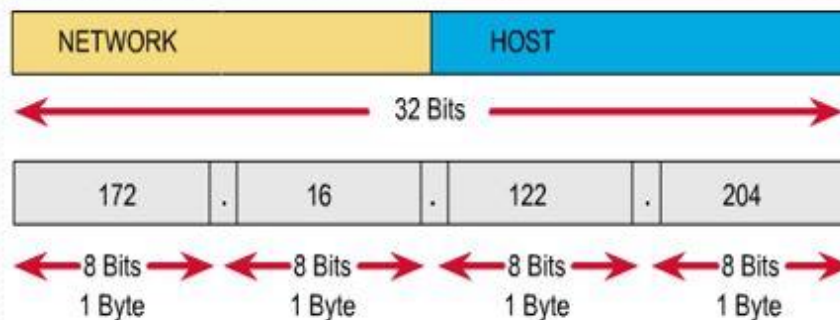 NETWORK HOST
32 Bits
172 . 16 . 122 . 204
8 Bits 8 Bits 8 Bits 8 Bits
1 Byte 1 Byte 1 Byte 1 Byte